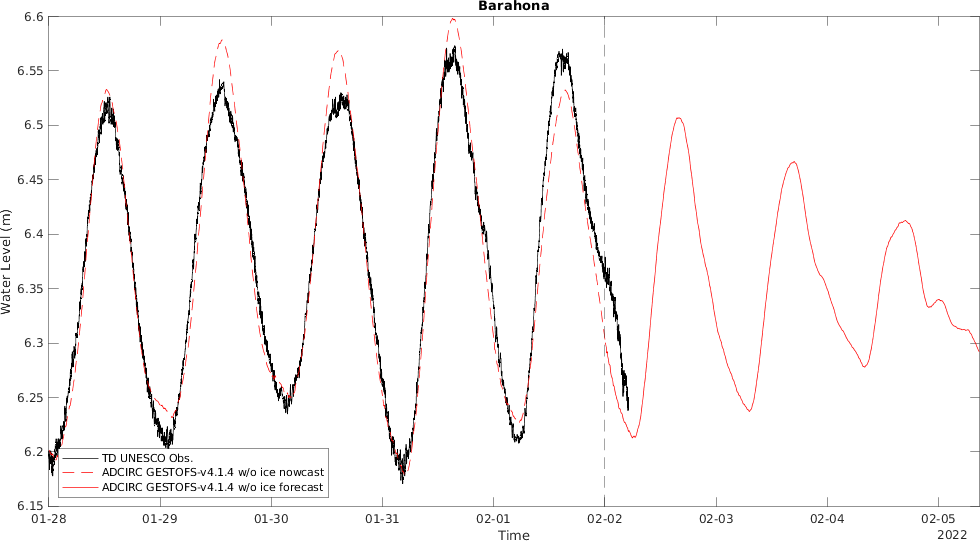 Barahona
6.6
6.55
6.5
6.45
6.4
6.35
6.3
6.25
6.2
6.15
Water Level (m)
TD UNESCO Obs.
ADCIRC GESTOFS-v4.1.4 w/o ice nowcast
ADCIRC GESTOFS-v4.1.4 w/o ice forecast
01-28 01-29 01-30 01-31 02-01 02-02 02-03 02-04 02-05
Time
2022